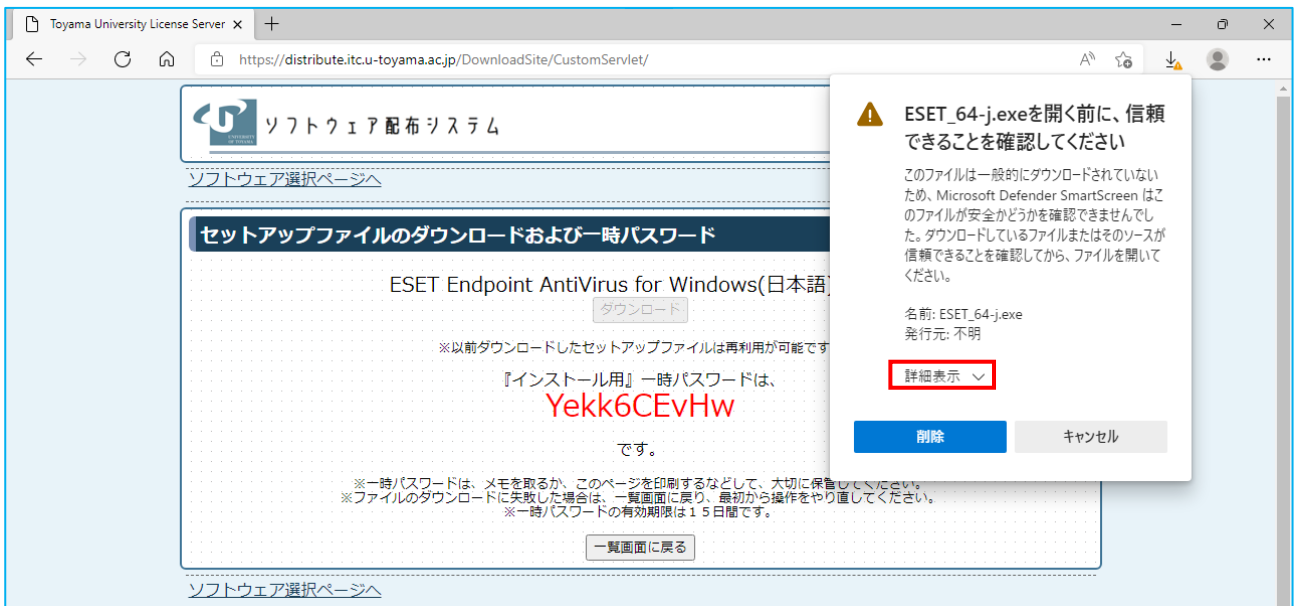 Toyama University License Server
https://distribute.itc.u-toyama.ac.jp/DownloadSite/CustomServlet/
UNIVERSITY
OF TOYAMA
ソフトウェア配布システム
ソフトウェア選択ページへ
セットアップファイルのダウンロードおよび一時パスワード
ESET Endpoint AntiVirus for Windows(日本語)
ダウンロード
※以前ダウンロードしたセットアップファイルは再利用が可能です
『インストール用』一時パスワードは、
Yekk6CEvHw
です。
※一時パスワードは、メモを取るか、このページを印刷するなどして、大切に保管してください。
※ファイルのダウンロードに失敗した場合は、一覧画面に戻り、最初から操作をやり直してください。
※一時パスワードの有効期限は１５日間です。
一覧画面に戻る
ソフトウェア選択ページへ
ESET_64-j.exeを開く前に、信頼
できることを確認してください
このファイルは一般的にダウンロードされていない
ため、Microsoft Defender SmartScreen はこ
のファイルが安全かどうかを確認できませんでし
た。ダウンロードしているファイルまたはそのソースが
信頼できることを確認してから、ファイルを開いて
ください。
名前: ESET_64-j.exe
発行元: 不明
詳細表示
削除
キャンセル